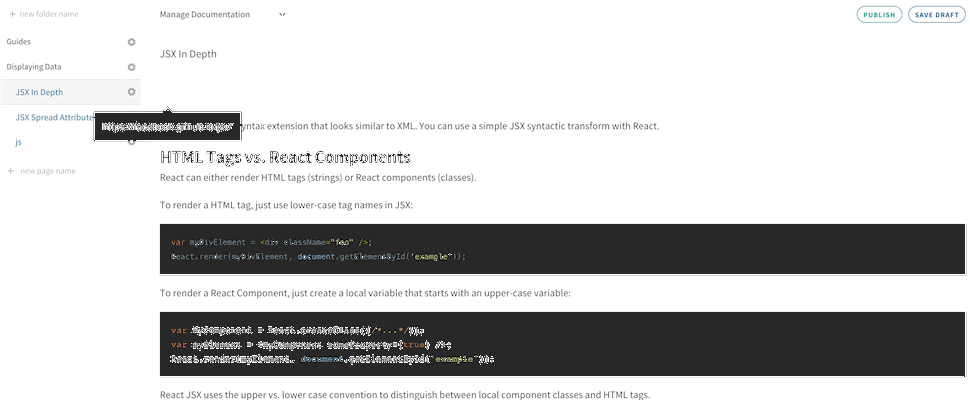 + new folder name
Manage Documentation
PUBLISH
SAVE DRAFT
Guides
Displaying Data
JSX In Depth
JSX Spread Attribute
js
+ new page name
JSX In Depth
syntax extension that looks similar to XML. You can use a simple JSX syntactic transform with React.
HTML Tags vs. React Components
React can either render HTML tags (strings) or React components (classes).
To render a HTML tag, just use lower-case tag names in JSX:
var myDivElement = <div className="foo" />;
React.render(myDivElement, document.getElementById('example'));
To render a React Component, just create a local variable that starts with an upper-case variable:
var MyComponent = React.createClass({/*...*/});
var myElement = <MyComponent someProperty={true} />;
React.render(myElement, document.getElementById('example'));
React JSX uses the upper vs. lower case convention to distinguish between local component classes and HTML tags.